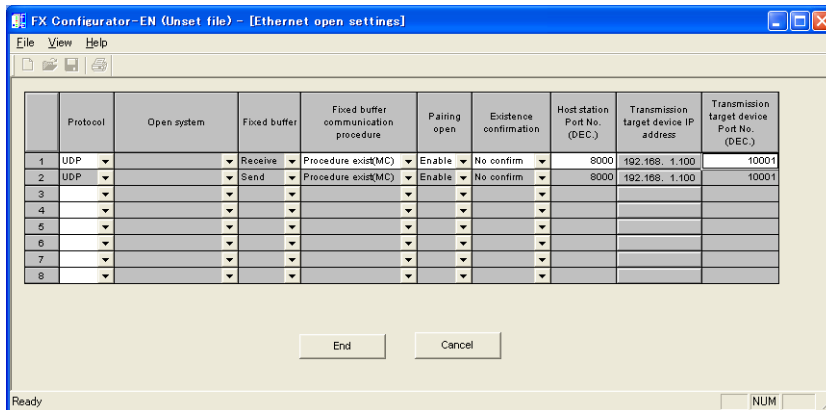 FX Configurator-EN (Unset file) - [Ethernet open settings]
File View Help
Protocol Open system Fixed buffer Fixed buffer communication procedure Pairing open Existence confirmation Host station Port No. (DEC.) Transmission target device IP address Transmission target device Port No. (DEC.)
1 UDP Receive Procedure exist(MC) Enable No confirm 8000 192.168. 1.100 10001
2 UDP Send Procedure exist(MC) Enable No confirm 8000 192.168. 1.100 10001
3
4
5
6
7
8
End Cancel
Ready NUM